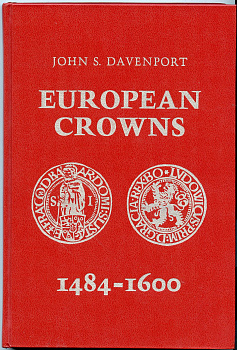 JOHN S. DAVENPORT
EUROPEAN
CROWNS
S I
1484-1600